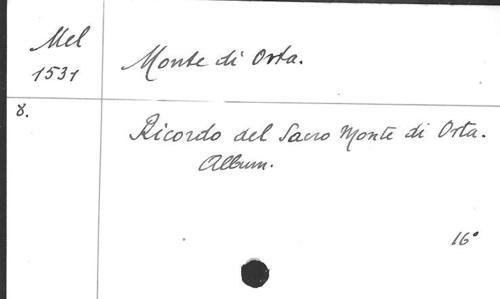 Mel
1531
Monte di Orta.
8.
Ricordo del Sacro Monte di Orta.
Album.
16°